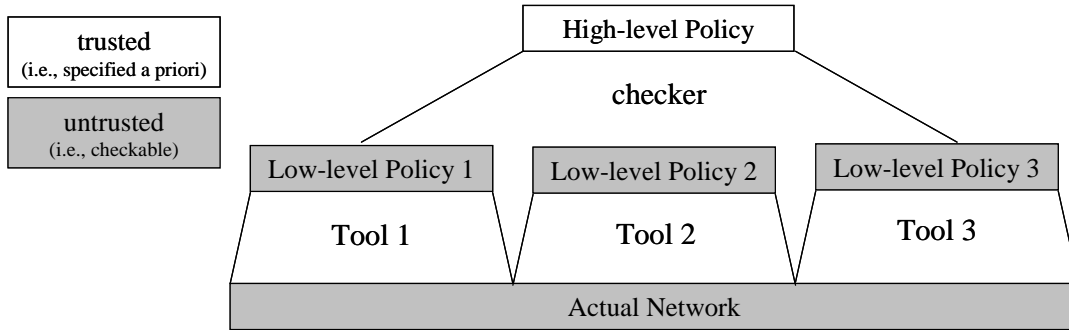 trusted
(i.e., specified a priori)
untrusted
(i.e., checkable)
High-level Policy
checker
Low-level Policy 1
Low-level Policy 2
Low-level Policy 3
Tool 1
Tool 2
Tool 3
Actual Network